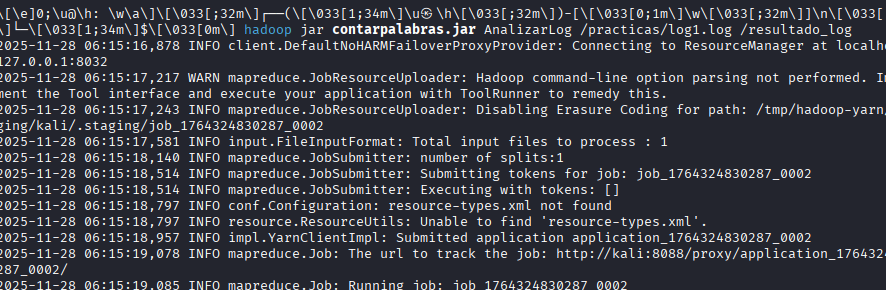 \[\e]0;\u@\h: \w\a\]\[\033[;32m\]┌──(\[\033[1;34m\]\u㉿\h\[\033[;32m\])-[\[\033[0;1m\]\w\[\033[;32m\]]\n\[\033[
\]└─\[\033[1;34m\]$\[\033[0m\] hadoop jar contarpalabras.jar AnalizarLog /practicas/log1.log /resultado_log
2025-11-28 06:15:16,878 INFO client.DefaultNoHARMFailoverProxyProvider: Connecting to ResourceManager at localho
127.0.0.1:8032
2025-11-28 06:15:17,217 WARN mapreduce.JobResourceUploader: Hadoop command-line option parsing not performed. Im
ment the Tool interface and execute your application with ToolRunner to remedy this.
2025-11-28 06:15:17,243 INFO mapreduce.JobResourceUploader: Disabling Erasure Coding for path: /tmp/hadoop-yarn/
ging/kali/.staging/job_1764324830287_0002
2025-11-28 06:15:17,581 INFO input.FileInputFormat: Total input files to process : 1
2025-11-28 06:15:18,140 INFO mapreduce.JobSubmitter: number of splits:1
2025-11-28 06:15:18,514 INFO mapreduce.JobSubmitter: Submitting tokens for job: job_1764324830287_0002
2025-11-28 06:15:18,514 INFO mapreduce.JobSubmitter: Executing with tokens: []
2025-11-28 06:15:18,797 INFO conf.Configuration: resource-types.xml not found
2025-11-28 06:15:18,797 INFO resource.ResourceUtils: Unable to find 'resource-types.xml'.
2025-11-28 06:15:18,957 INFO impl.YarnClientImpl: Submitted application application_1764324830287_0002
2025-11-28 06:15:19,078 INFO mapreduce.Job: The url to track the job: http://kali:8088/proxy/application_1764324
287_0002/
2025-11-28 06:15:19,085 INFO mapreduce.Job: Running job: job_1764324830287_0002